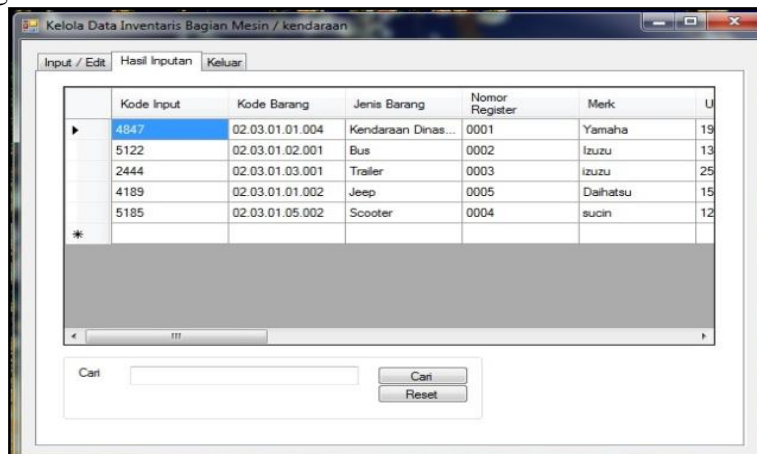 Kelola Data Inventaris Bagian Mesin / kendaraan
Input / Edit Hasil Inputan Keluar
Kode Input Kode Barang Jenis Barang Nomor Register Merk U
4847 02.03.01.01.004 Kendaraan Dinas... 0001 Yamaha 19
5122 02.03.01.02.001 Bus 0002 Izuzu 13
2444 02.03.01.03.001 Trailer 0003 izuzu 25
4189 02.03.01.01.002 Jeep 0005 Daihatsu 15
5185 02.03.01.05.002 Scooter 0004 sucin 12
Cari Cari
Reset